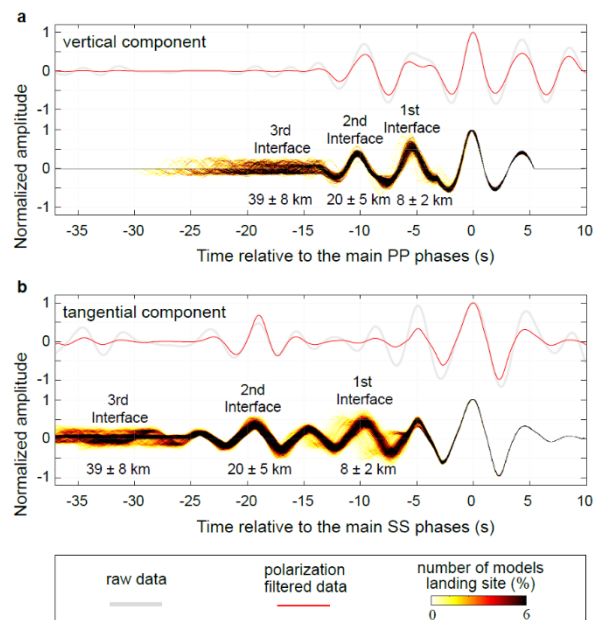 a
vertical component
Normalized amplitude
1
0
-1
1
0
-1
3rd Interface
2nd Interface
1st Interface
39 ± 8 km
20 ± 5 km
8 ± 2 km
-35 -30 -25 -20 -15 -10 -5 0 5 10
Time relative to the main PP phases (s)
b
tangential component
Normalized amplitude
1
0
-1
1
0
-1
3rd Interface
2nd Interface
1st Interface
39 ± 8 km
20 ± 5 km
8 ± 2 km
-35 -30 -25 -20 -15 -10 -5 0 5 10
Time relative to the main SS phases (s)
raw data
polarization
filtered data
number of models
landing site (%)
0 6